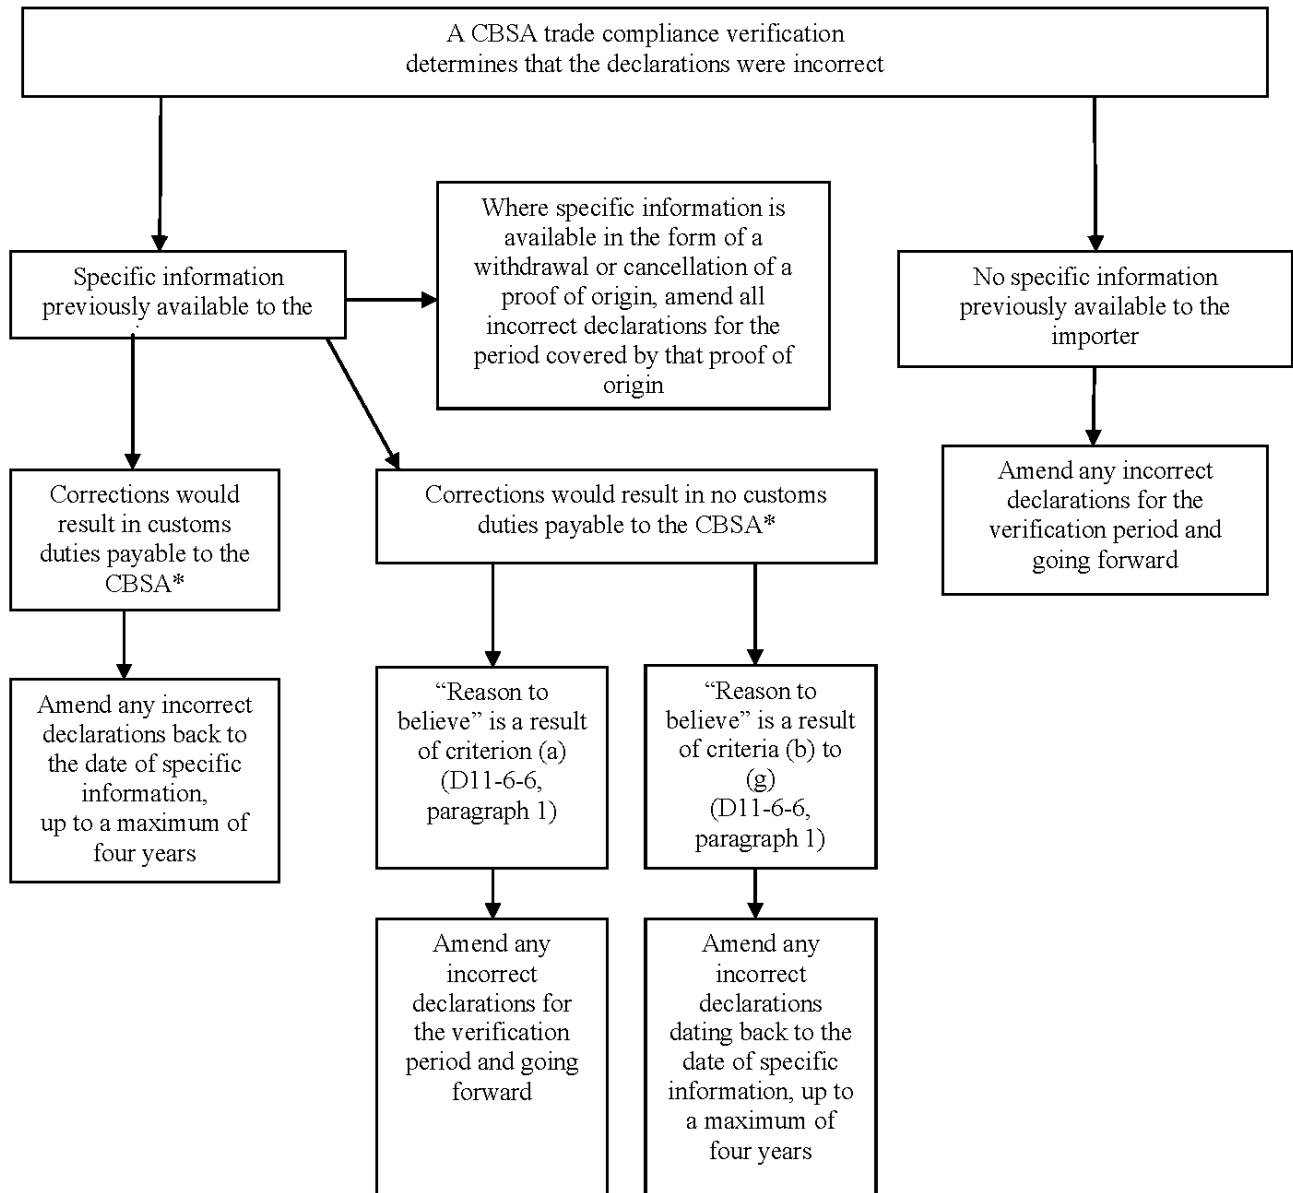 A CBSA trade compliance verification
determines that the declarations were incorrect
Where specific information is
available in the form of a
withdrawal or cancellation of a
proof of origin, amend all
incorrect declarations for the
period covered by that proof of
origin
Specific information
previously available to the
No specific information
previously available to the
importer
Corrections would
result in customs
duties payable to the
CBSA*
Corrections would result in no customs
duties payable to the CBSA*
Amend any incorrect
declarations for the
verification period and
going forward
Amend any incorrect
declarations back to
the date of specific
information,
up to a maximum of
four years
“Reason to
believe” is a result
of criterion (a)
(D11-6-6,
paragraph 1)
“Reason to
believe” is a result
of criteria (b) to
(g)
(D11-6-6,
paragraph 1)
Amend any
incorrect
declarations for
the verification
period and going
forward
Amend any
incorrect
declarations
dating back to the
date of specific
information, up to
a maximum of
four years